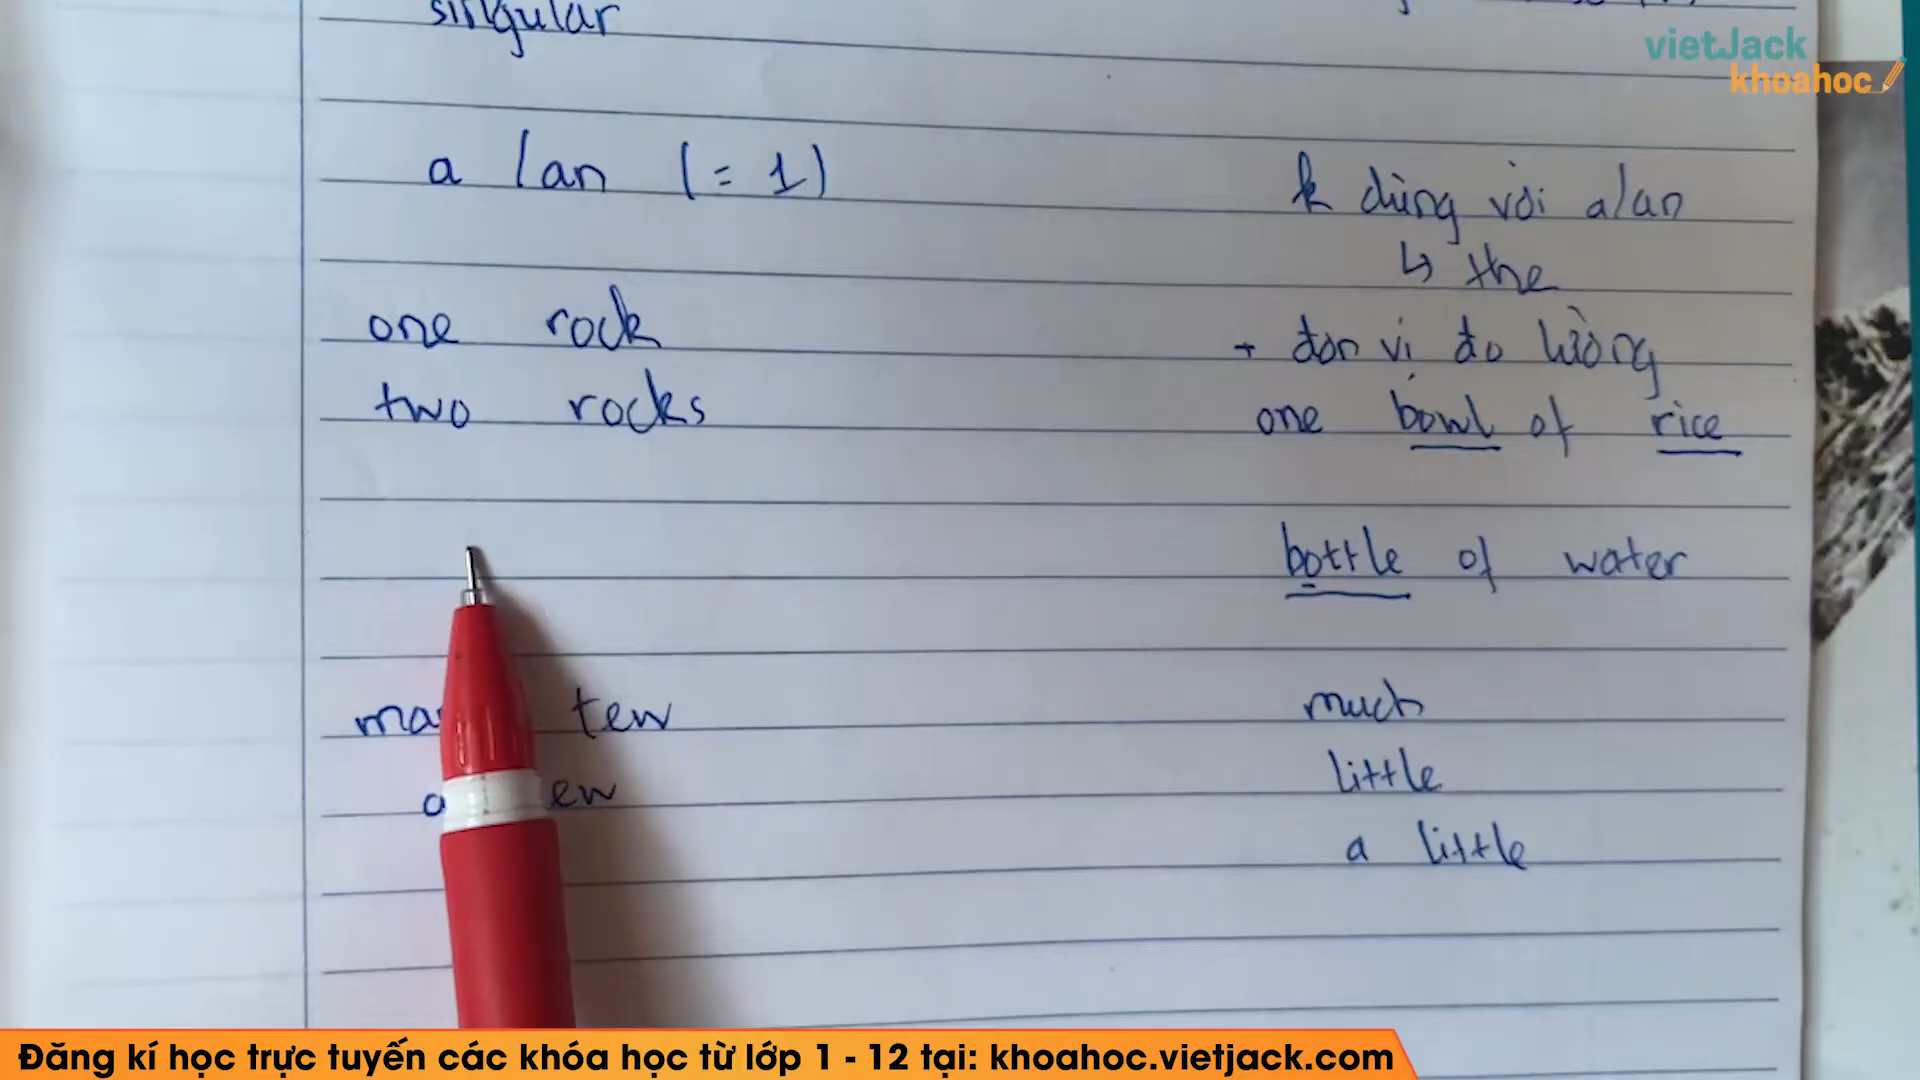 singular
vietJack
khoahoc
a /an (= 1)
k dùng với a/an
↳ the
one rock
+ đơn vị đo lường
two rocks
one bowl of rice
bottle of water
few
much
little
a little
Đăng kí học trực tuyến các khóa học từ lớp 1 - 12 tại: khoahoc.vietjack.com